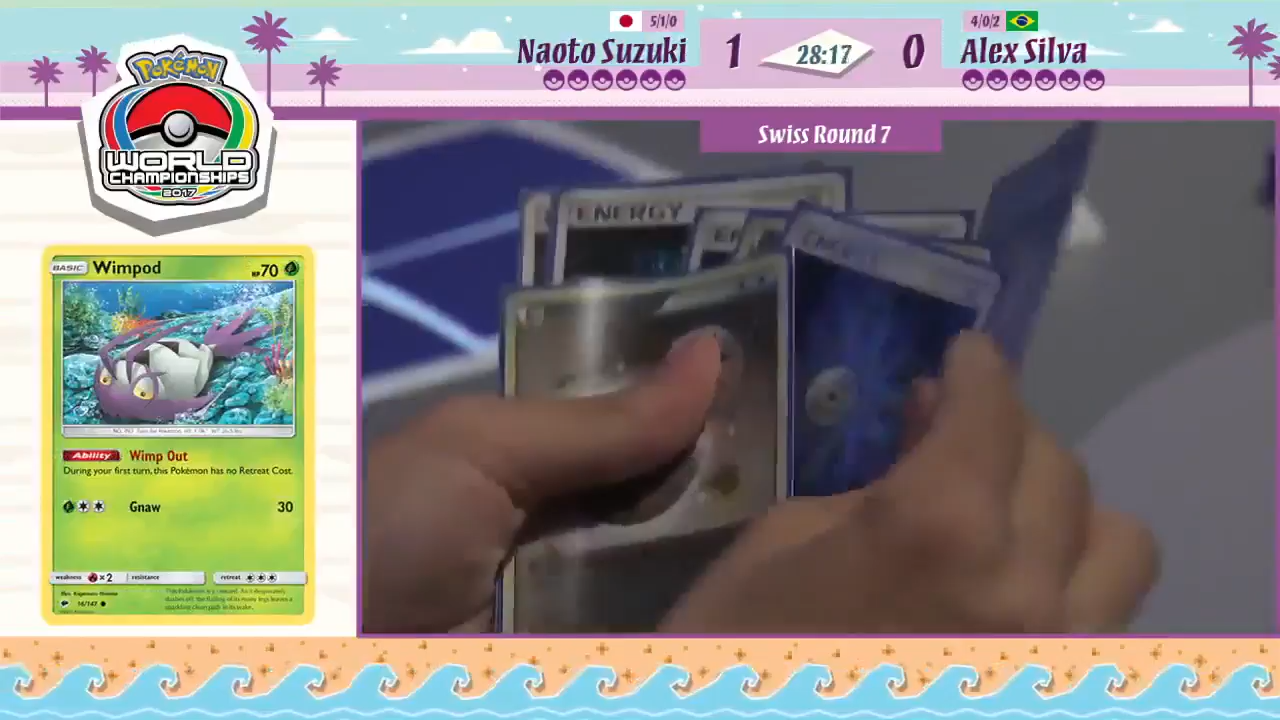 5/1/0
4/0/2
Naoto Suzuki
1
28:17
0
Alex Silva
Swiss Round 7
POKéMON
WORLD
CHAMPIONSHIPS
2017
BASIC
Wimpod
HP70
Ability
Wimp Out
During your first turn, this Pokémon has no Retreat Cost.
Gnaw
30
weakness
×2
resistance
retreat
16/147
ENERGY